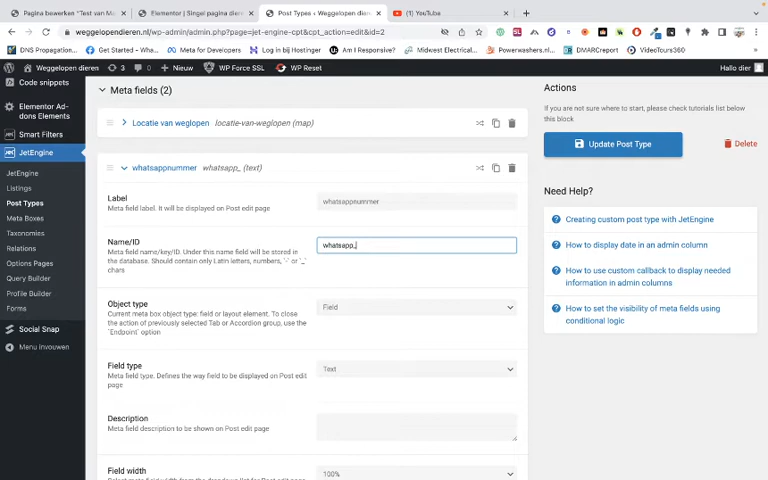 Pagina bewerken "Test van M
Elementor | Singel pagina dieren
Post Types ‹ Weggelopen dieren
YouTube
weggelopendieren.nl/wp-admin/admin.php?page=jet-engine-cpt&cpt_action=edit&id=2
DNS Propagation...
Get Started - Wha...
Meta for Developers
Log in bij Hostinger
Am I Responsive?
Midwest Electrical...
Powerwashers.nl...
DMARCreport
VideoTours360
Weggelopen dieren
3
Nieuw
WP Force SSL
WP Reset
Hallo dier
Code snippets
Elementor Ad-
dons Elements
Smart Filters
JetEngine
JetEngine
Listings
Post Types
Meta Boxes
Taxonomies
Relations
Options Pages
Query Builder
Profile Builder
Forms
Social Snap
Menu invouwen
Meta fields (2)
Locatie van weglopen locatie-van-weglopen (map)
whatsappnummer whatsapp_ (text)
Label
Meta field label. It will be displayed on Post edit page
whatsappnummer
Name/ID
Meta field name/key/ID. Under this name field will be stored in
the database. Should contain only Latin letters, numbers, `-` or `_`
chars
whatsapp_
Object type
Current meta box object type: field or layout element. To close
the action of previously selected Tab or Accordion group, use the
"Endpoint" option
Field
Field type
Meta field type. Defines the way field to be displayed on Post edit
page
Text
Description
Meta field description to be shown on Post edit page
Field width
100%
Actions
If you are not sure where to start, please check tutorials list below
this block
Update Post Type
Delete
Need Help?
Creating custom post type with JetEngine
How to display date in an admin column
How to use custom callback to display needed
information in admin columns
How to set the visibility of meta fields using
conditional logic